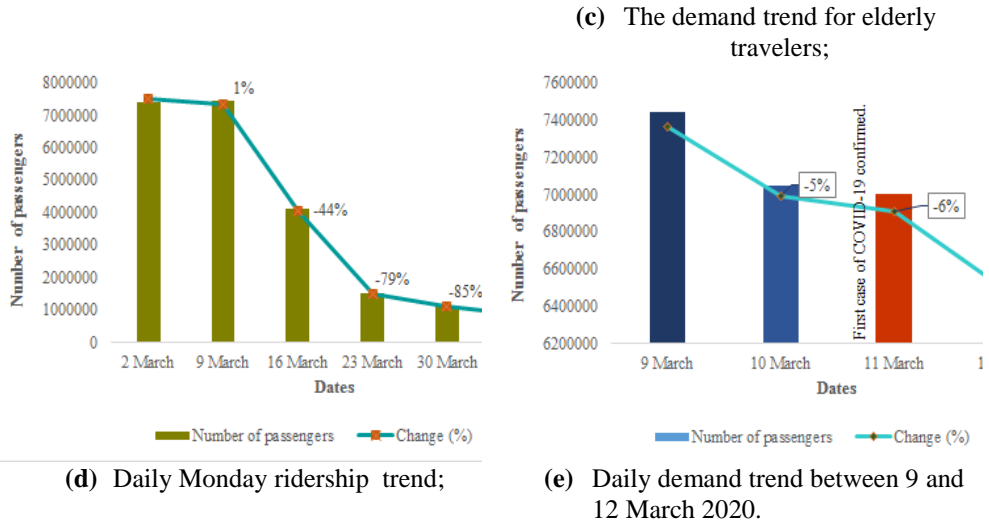 (c) The demand trend for elderly
travelers;
8000000
7000000
6000000
5000000
4000000
3000000
2000000
1000000
0
Number of passengers
1%
-44%
-79%
-85%
2 March 9 March 16 March 23 March 30 March
Dates
Number of passengers Change (%)
(d) Daily Monday ridership trend;
7600000
7400000
7200000
7000000
6800000
6600000
6400000
6200000
Number of passengers
First case of COVID-19 confirmed.
-5%
-6%
9 March 10 March 11 March 1
Dates
Number of passengers Change (%)
(e) Daily demand trend between 9 and
12 March 2020.